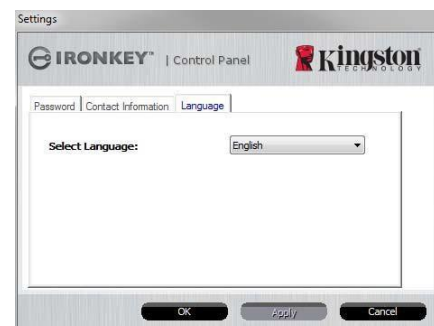 Settings
IRONKEY™ | Control Panel
Kingston
TECHNOLOGY
Password Contact Information Language
Select Language: English
OK Apply Cancel